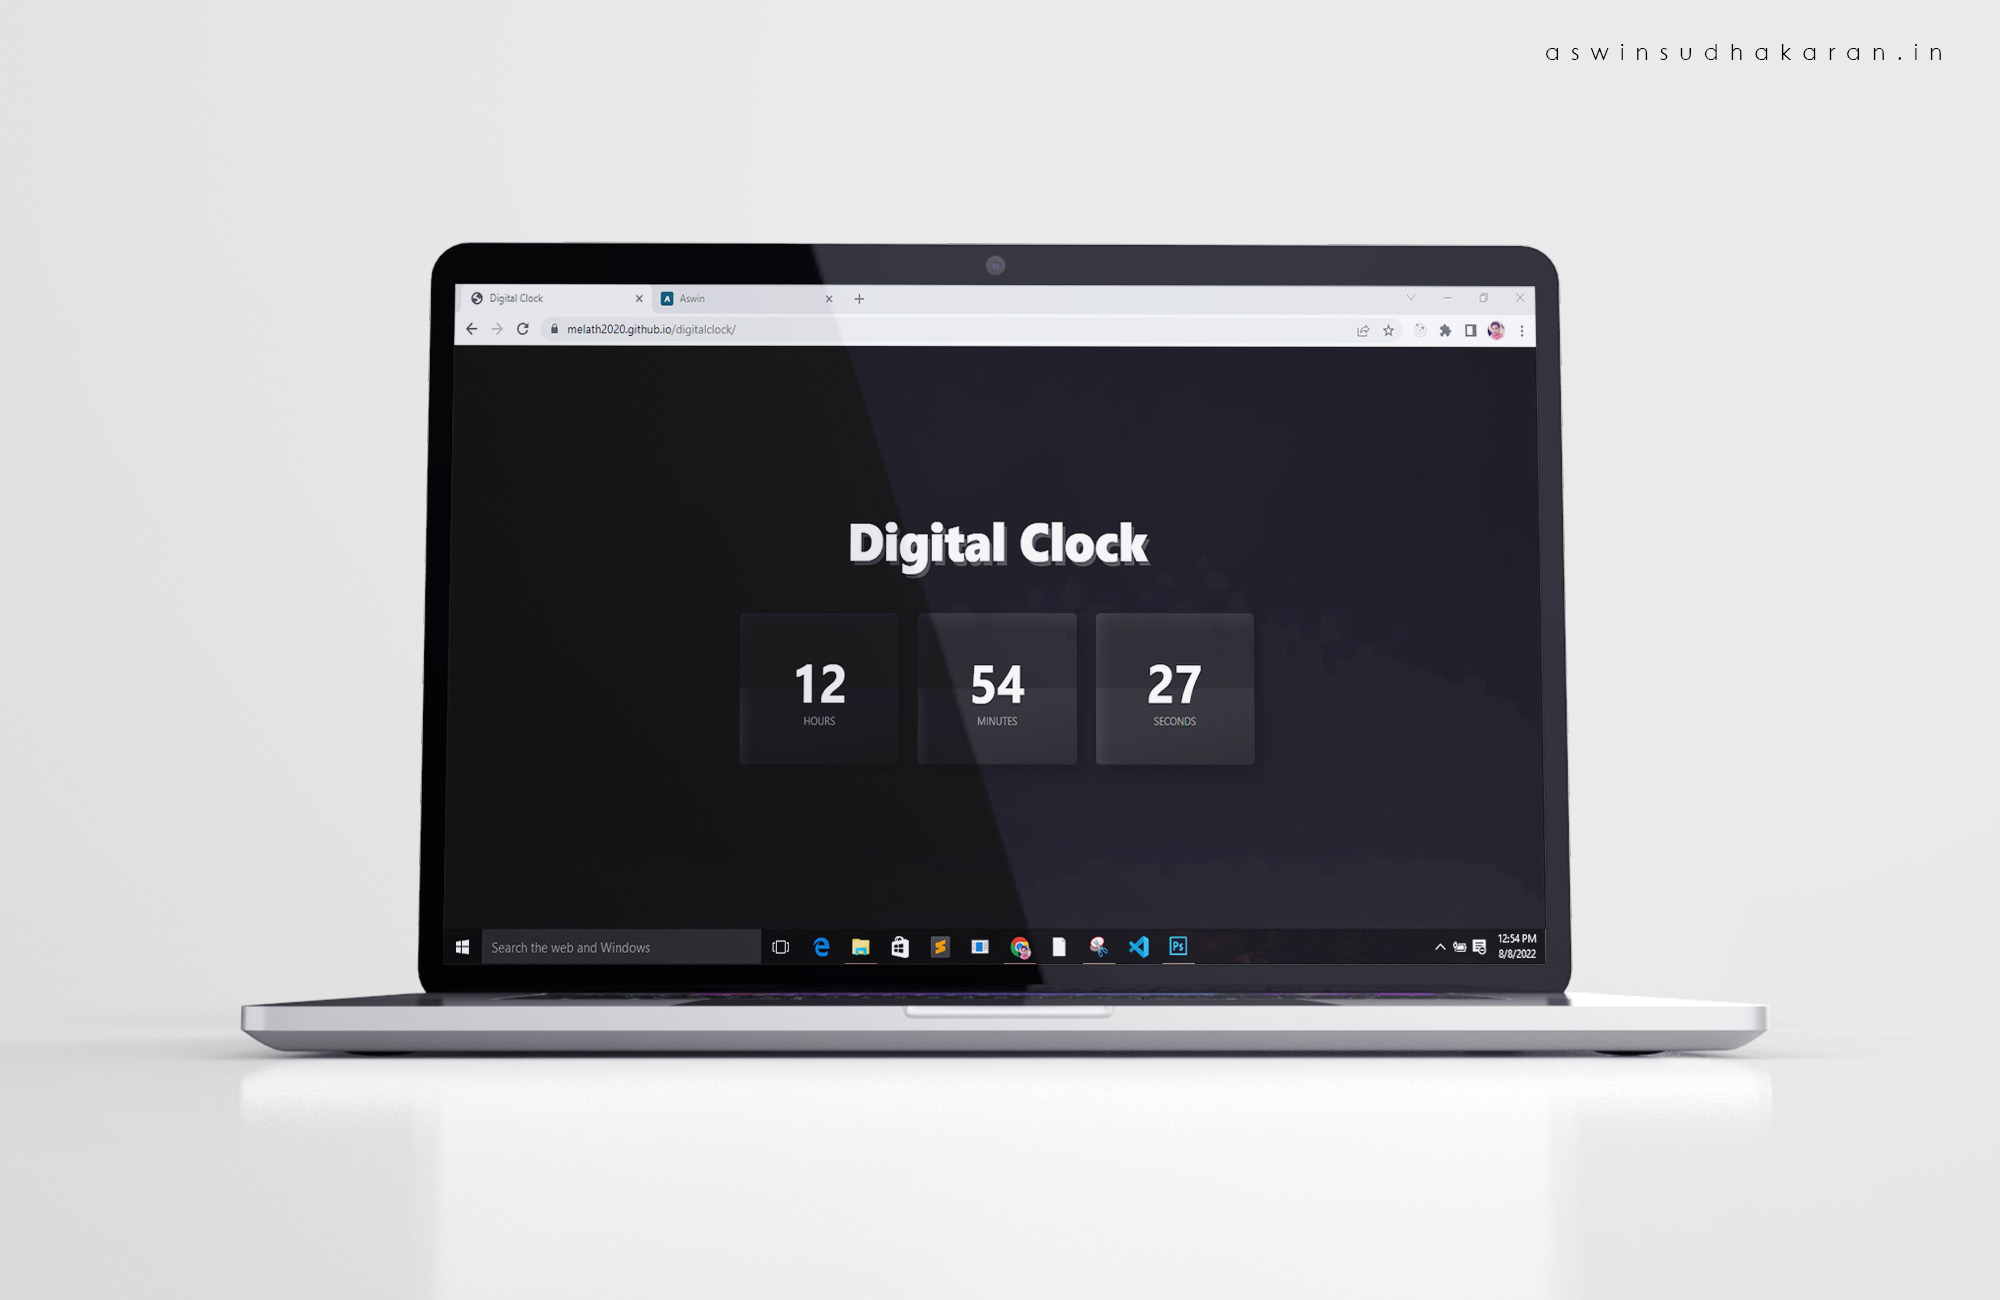 aswinsudhakaran.in
Digital Clock
Aswin
melath2020.github.io/digitalclock/
Digital Clock
12
54
27
HOURS
MINUTES
SECONDS
Search the web and Windows
Ps
12:54 PM
8/8/2022